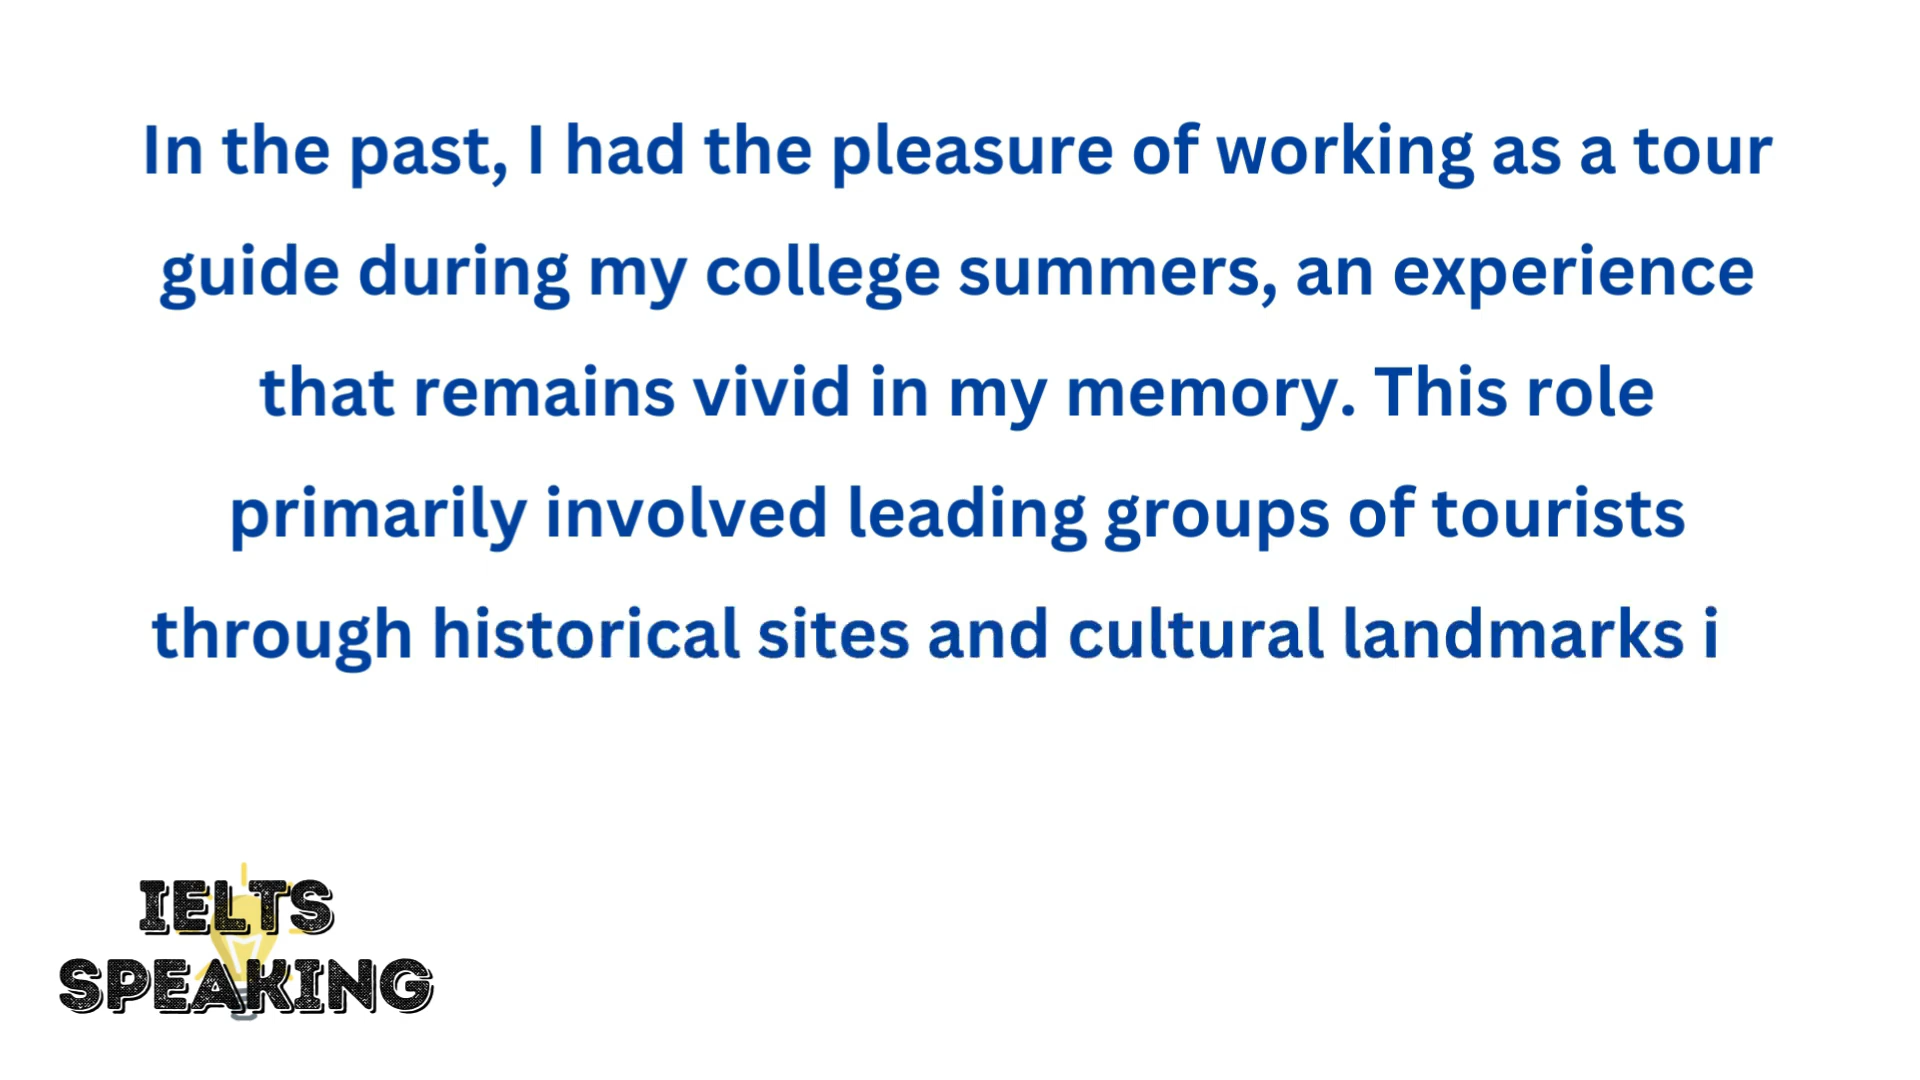 In the past, I had the pleasure of working as a tour
guide during my college summers, an experience
that remains vivid in my memory. This role
primarily involved leading groups of tourists
through historical sites and cultural landmarks i
IELTS
SPEAKING